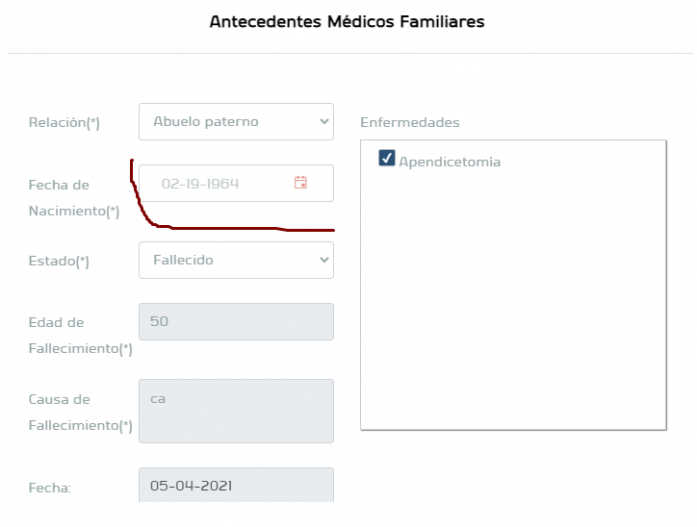 Antecedentes Médicos Familiares
Relación(*)
Abuelo paterno
Enfermedades
Apendicetomia
Fecha de
Nacimiento(*)
02-19-1964
Estado(*)
Fallecido
Edad de
Fallecimiento(*)
50
Causa de
Fallecimiento(*)
ca
Fecha:
05-04-2021